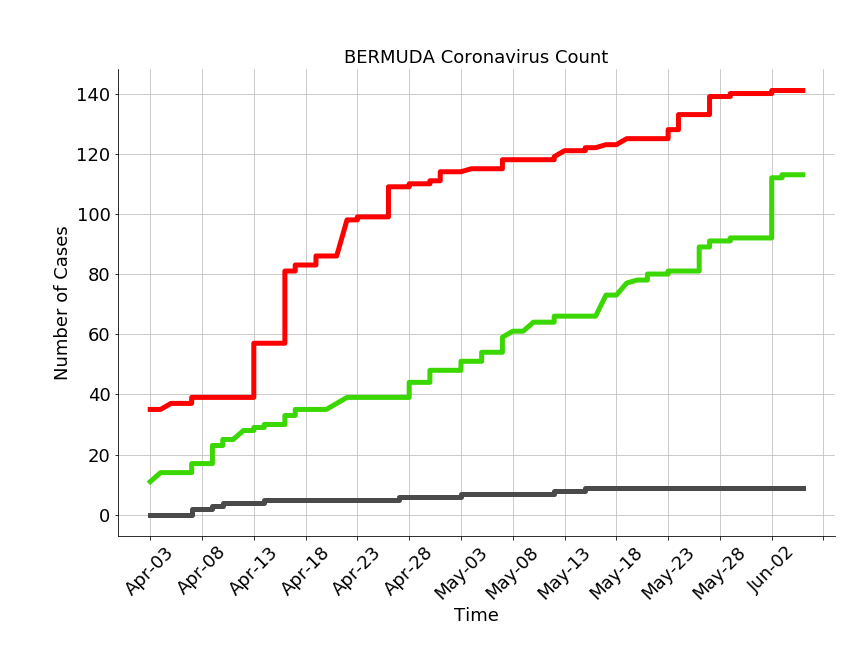 BERMUDA Coronavirus Count
Number of Cases
140
120
100
80
60
40
20
0
Apr-03
Apr-08
Apr-13
Apr-18
Apr-23
Apr-28
May-03
May-08
May-13
May-18
May-23
May-28
Jun-02
Time